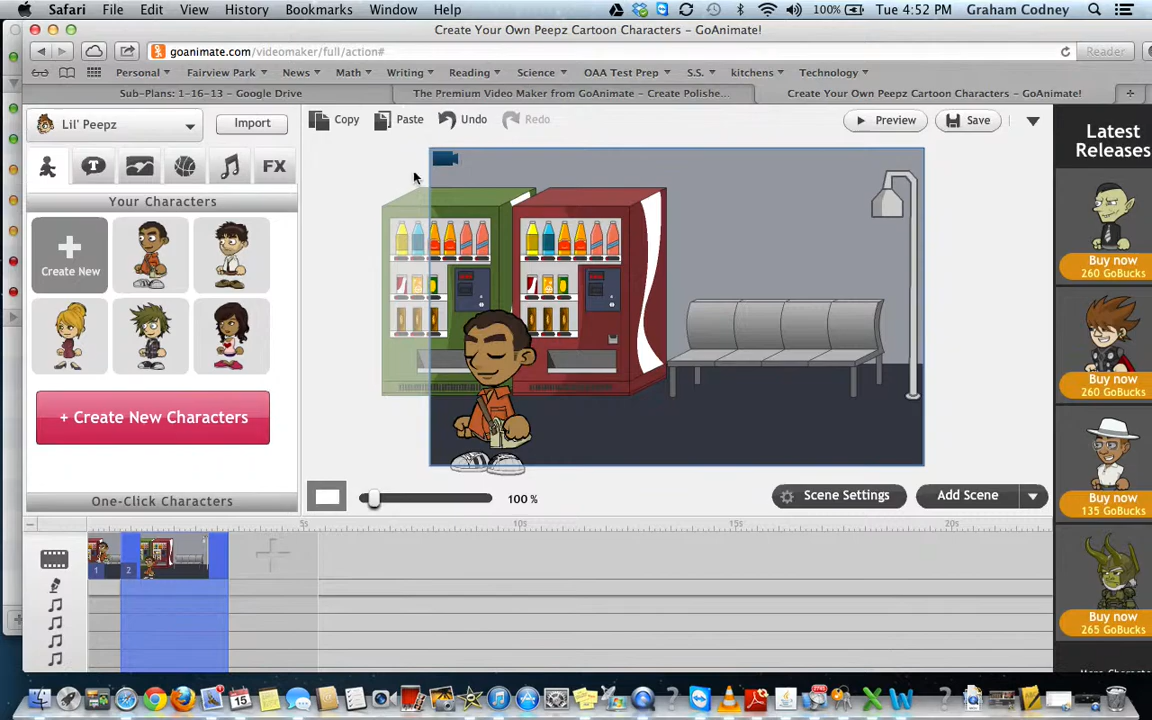 Safari File Edit View History Bookmarks Window Help 100% Tue 4:52 PM Graham Codney
Create Your Own Peepz Cartoon Characters – GoAnimate!
goanimate.com/videomaker/full/action# Reader
Personal Fairview Park News Math Writing Reading Science OAA Test Prep S.S. kitchens Technology
Sub-Plans: 1-16-13 – Google Drive The Premium Video Maker from GoAnimate – Create Polishe... Create Your Own Peepz Cartoon Characters – GoAnimate!
Lil' Peepz Import Copy Paste Undo Redo Preview Save
T FX
Your Characters
Create New
+ Create New Characters
One-Click Characters
100 %
Scene Settings Add Scene
Latest
Releases
Buy now
260 GoBucks
Buy now
260 GoBucks
Buy now
135 GoBucks
Buy now
265 GoBucks
5s 10s 15s 20s
1 2
15